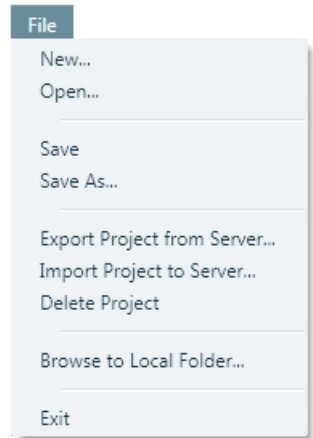 File
New...
Open...
Save
Save As...
Export Project from Server...
Import Project to Server...
Delete Project
Browse to Local Folder...
Exit